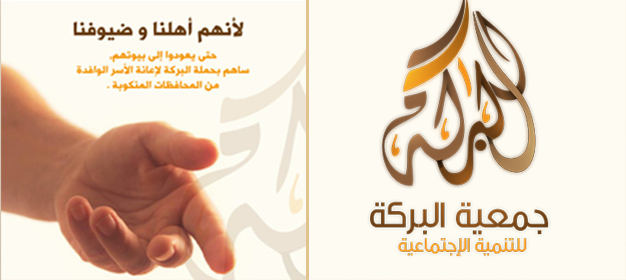 لأنهم أهلنا و ضيوفنا
حتى يعودوا إلى بيوتهم.
ساهم بحملة البركة لإعانة الأسر الوافدة
من المحافظات المنكوبة .
البركة
جمعية البركة
للتنمية الإجتماعية